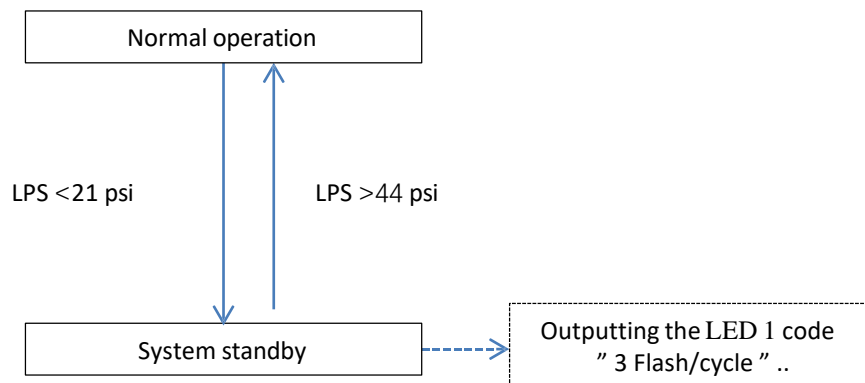 Normal operation
LPS <21 psi
LPS >44 psi
System standby
Outputting the LED 1 code
” 3 Flash/cycle ” ..